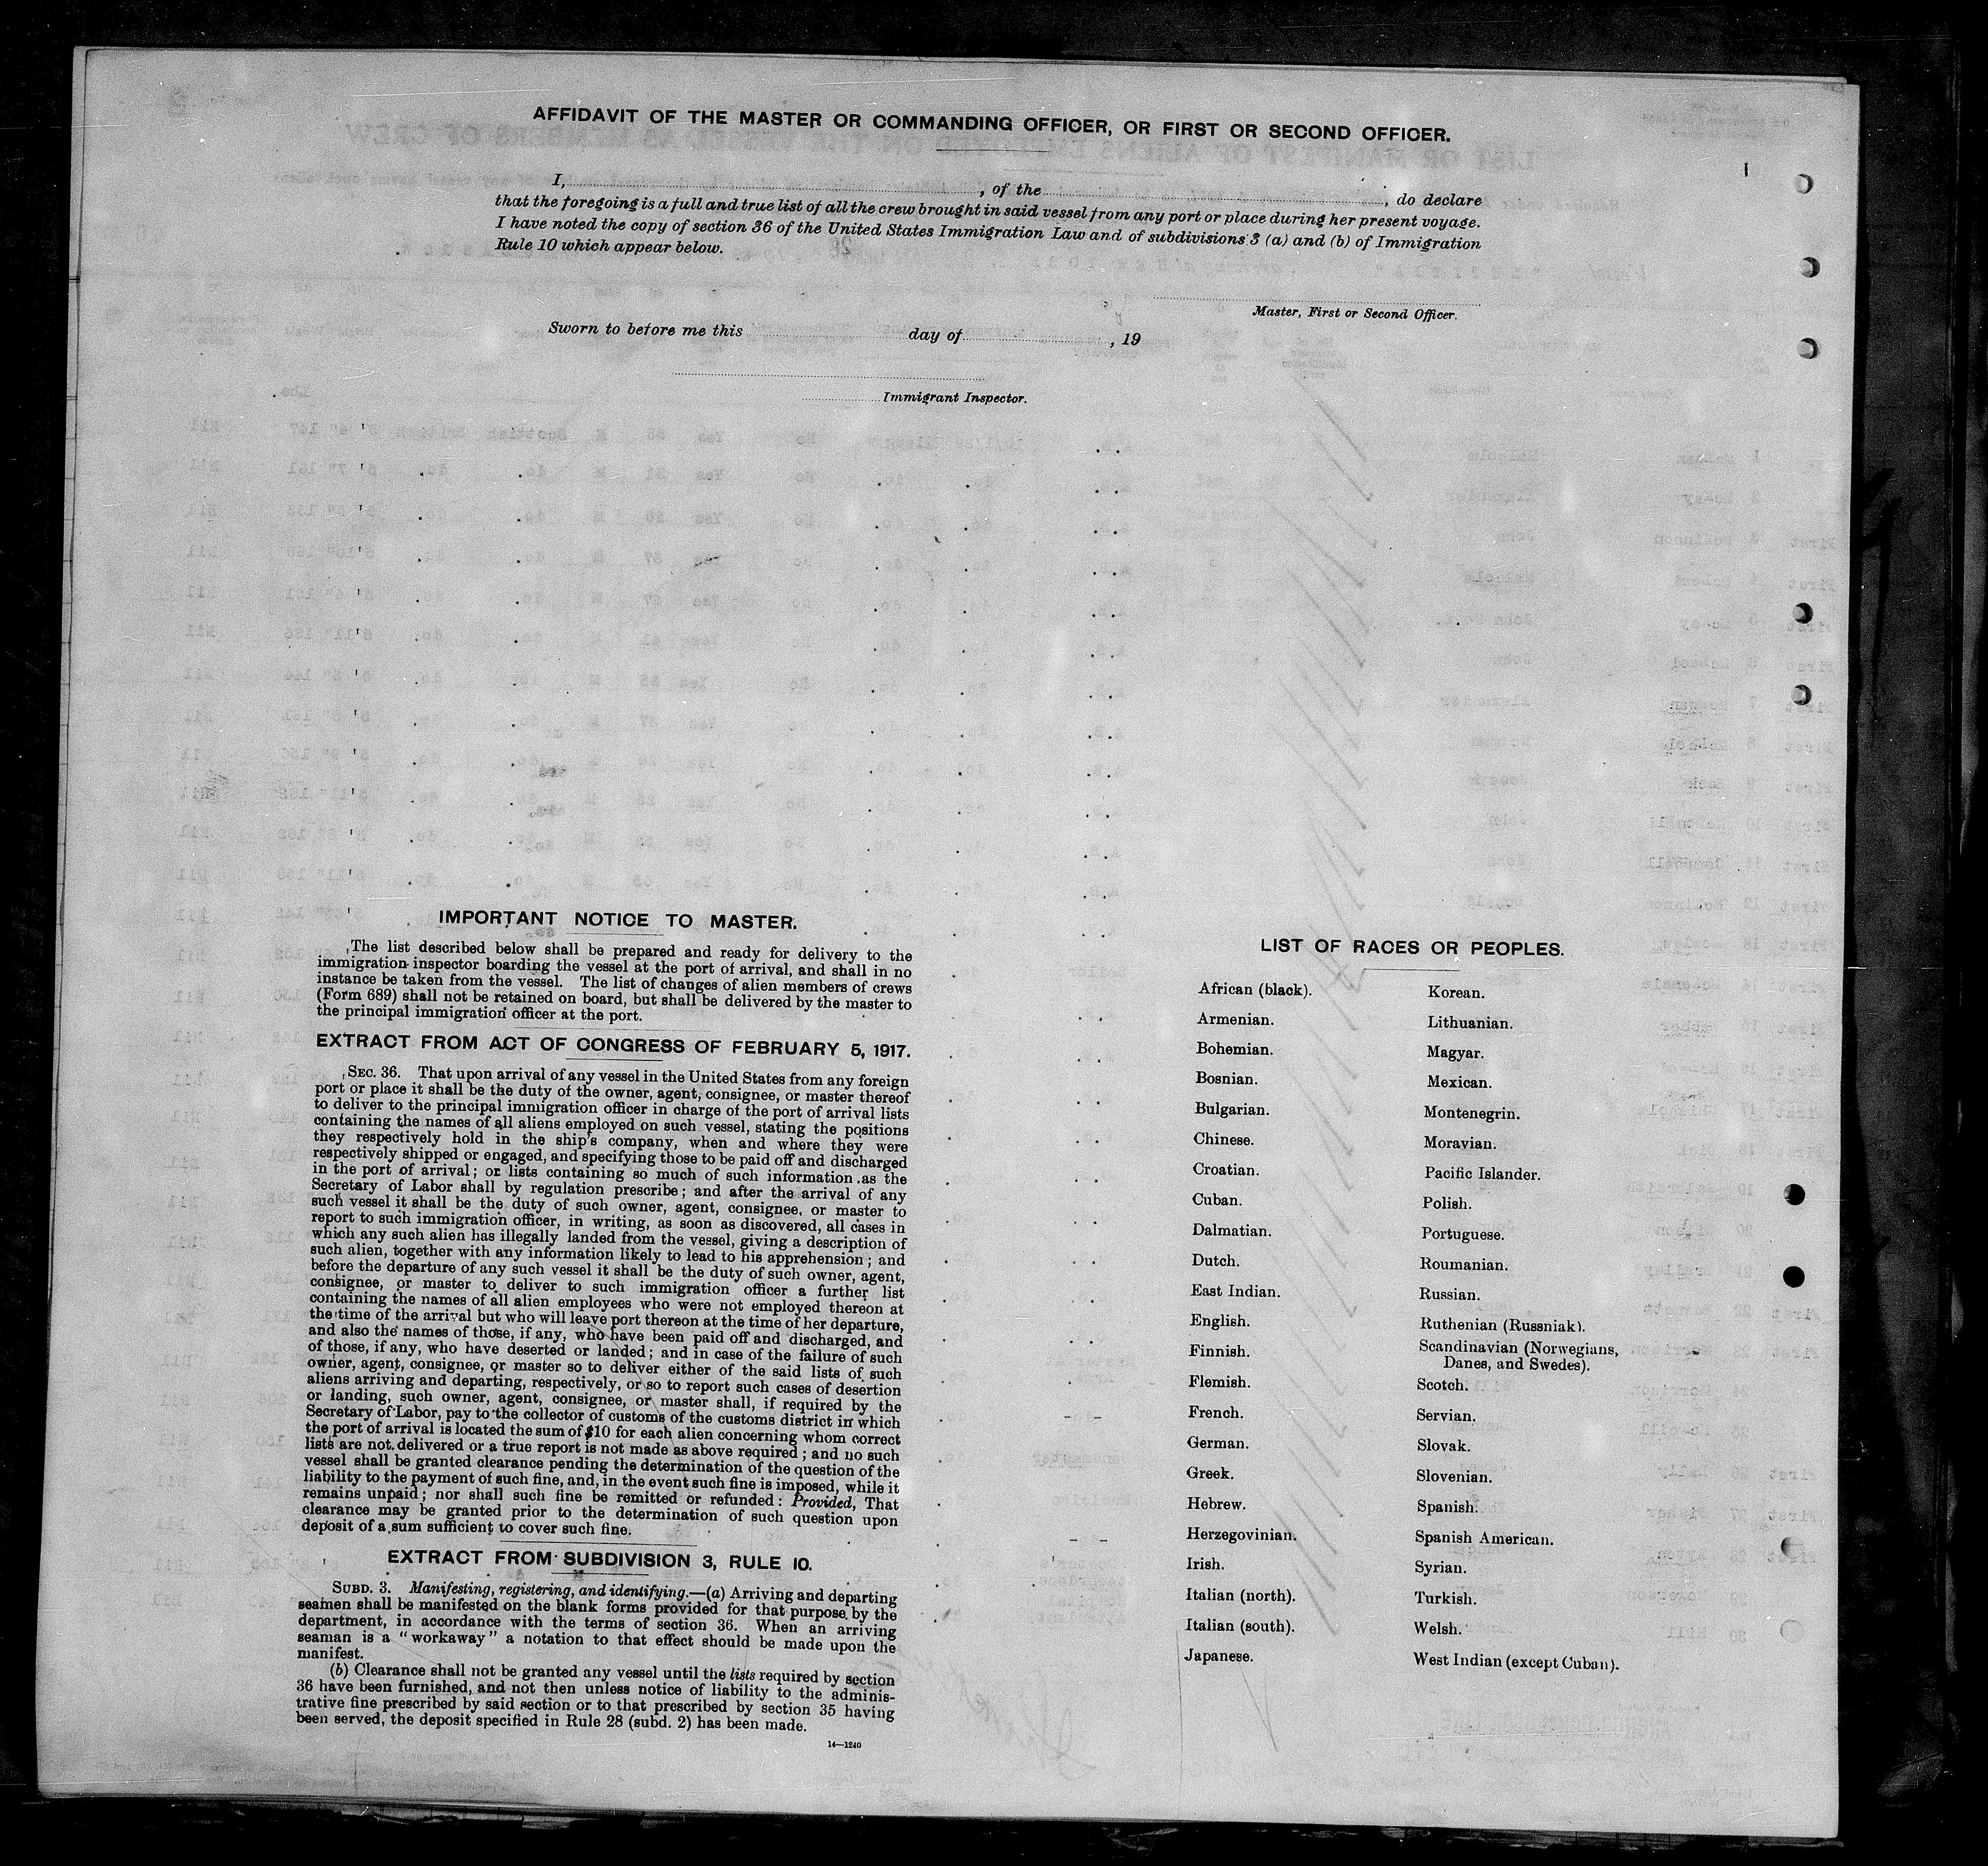 AFFIDAVIT OF THE MASTER OR COMMANDING OFFICER, OR FIRST OR SECOND OFFICER.
I, , of the , do declare
that the foregoing is a full and true list of all the crew brought in said vessel from any port or place during her present voyage.
I have noted the copy of section 36 of the United States Immigration Law and of subdivisions 3 (a) and (b) of Immigration
Rule 10 which appear below.
Master, First or Second Officer.
Sworn to before me this day of , 19
Immigrant Inspector.
IMPORTANT NOTICE TO MASTER.
The list described below shall be prepared and ready for delivery to the
immigration inspector boarding the vessel at the port of arrival, and shall in no
instance be taken from the vessel. The list of changes of alien members of crews
(Form 689) shall not be retained on board, but shall be delivered by the master to
the principal immigration officer at the port.
EXTRACT FROM ACT OF CONGRESS OF FEBRUARY 5, 1917.
SEC. 36. That upon arrival of any vessel in the United States from any foreign
port or place it shall be the duty of the owner, agent, consignee, or master thereof
to deliver to the principal immigration officer in charge of the port of arrival lists
containing the names of all aliens employed on such vessel, stating the positions
they respectively hold in the ship's company, when and where they were
respectively shipped or engaged, and specifying those to be paid off and discharged
in the port of arrival; or lists containing so much of such information as the
Secretary of Labor shall by regulation prescribe; and after the arrival of any
such vessel it shall be the duty of such owner, agent, consignee, or master to
report to such immigration officer, in writing, as soon as discovered, all cases in
which any such alien has illegally landed from the vessel, giving a description of
such alien, together with any information likely to lead to his apprehension; and
before the departure of any such vessel it shall be the duty of such owner, agent,
consignee, or master to deliver to such immigration officer a further list
containing the names of all alien employees who were not employed thereon at
the time of the arrival but who will leave port thereon at the time of her departure,
and also the names of those, if any, who have been paid off and discharged, and
of those, if any, who have deserted or landed; and in case of the failure of such
owner, agent, consignee, or master so to deliver either of the said lists of such
aliens arriving and departing, respectively, or so to report such cases of desertion
or landing, such owner, agent, consignee, or master shall, if required by the
Secretary of Labor, pay to the collector of customs of the customs district in which
the port of arrival is located the sum of $10 for each alien concerning whom correct
lists are not delivered or a true report is not made as above required; and no such
vessel shall be granted clearance pending the determination of the question of the
liability to the payment of such fine, and, in the event such fine is imposed, while it
remains unpaid; nor shall such fine be remitted or refunded: Provided, That
clearance may be granted prior to the determination of such question upon
deposit of a sum sufficient to cover such fine.
EXTRACT FROM SUBDIVISION 3, RULE 10.
SUBD. 3. Manifesting, registering, and identifying.—(a) Arriving and departing
seamen shall be manifested on the blank forms provided for that purpose by the
department, in accordance with the terms of section 36. When an arriving
seaman is a "workaway" a notation to that effect should be made upon the
manifest.
(b) Clearance shall not be granted any vessel until the lists required by section
36 have been furnished, and not then unless notice of liability to the adminis-
trative fine prescribed by said section or to that prescribed by section 35 having
been served, the deposit specified in Rule 28 (subd. 2) has been made.
14—1240
LIST OF RACES OR PEOPLES.
African (black).
Armenian.
Bohemian.
Bosnian.
Bulgarian.
Chinese.
Croatian.
Cuban.
Dalmatian.
Dutch.
East Indian.
English.
Finnish.
Flemish.
French.
German.
Greek.
Hebrew.
Herzegovinian.
Irish.
Italian (north).
Italian (south).
Japanese.
Korean.
Lithuanian.
Magyar.
Mexican.
Montenegrin.
Moravian.
Pacific Islander.
Polish.
Portuguese.
Roumanian.
Russian.
Ruthenian (Russniak).
Scandinavian (Norwegians,
Danes, and Swedes).
Scotch.
Servian.
Slovak.
Slovenian.
Spanish.
Spanish American.
Syrian.
Turkish.
Welsh.
West Indian (except Cuban).